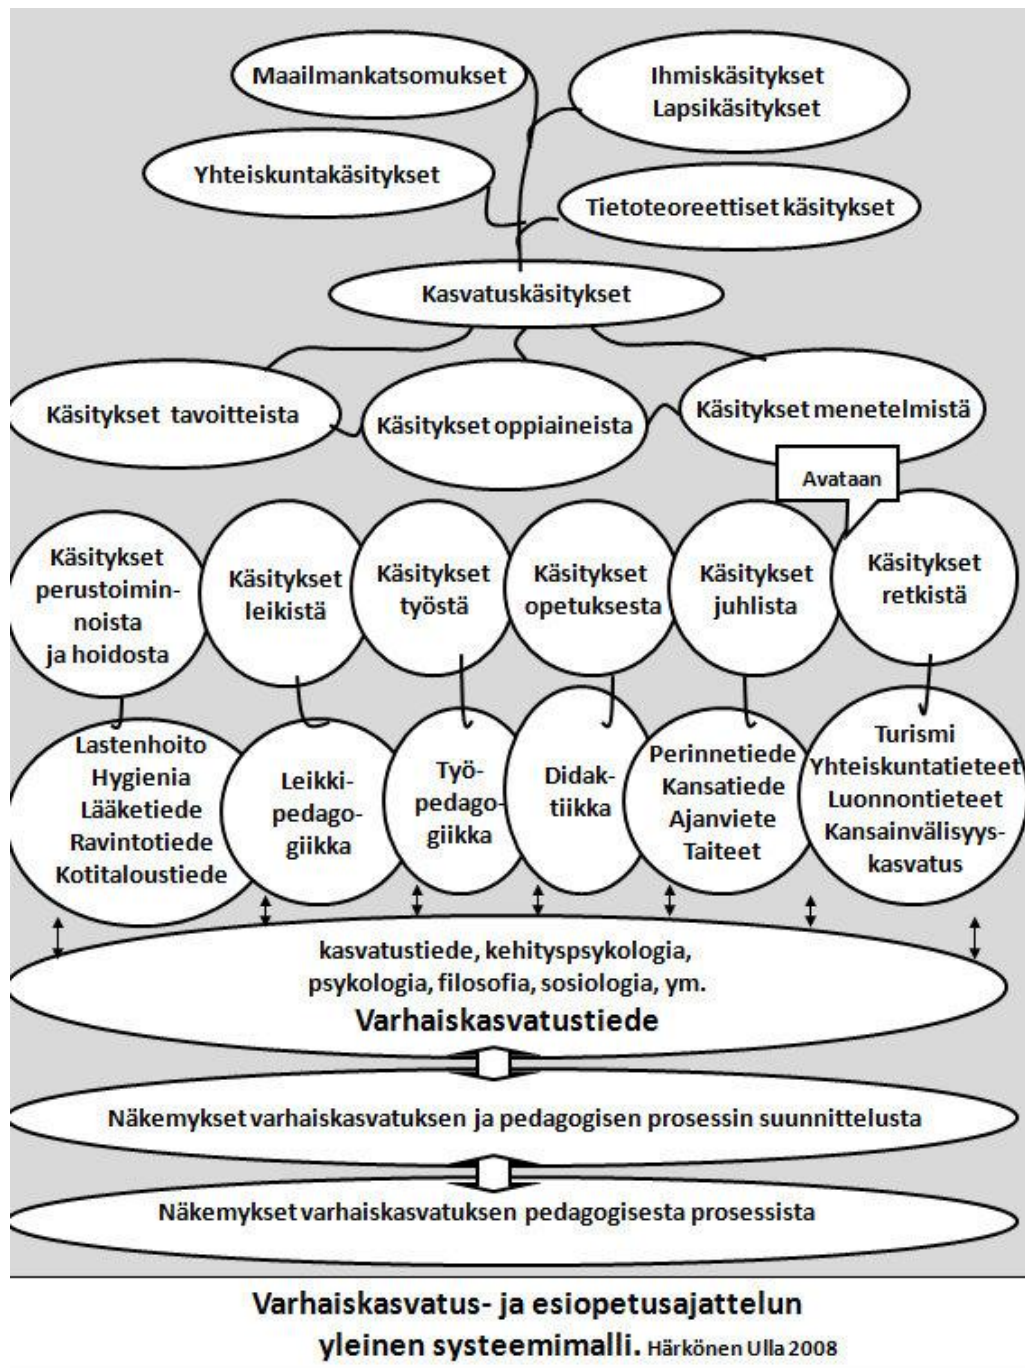 Maailmankatsomukset
Ihmiskäsitykset
Lapsikäsitykset
Yhteiskuntakäsitykset
Tietoteoreettiset käsitykset
Kasvatuskäsitykset
Käsitykset tavoitteista
Käsitykset oppiaineista
Käsitykset menetelmistä
Avataan
Käsitykset
perustoimin-
noista
ja hoidosta
Käsitykset
leikistä
Käsitykset
työstä
Käsitykset
opetuksesta
Käsitykset
juhlista
Käsitykset
retkistä
Lastenhoito
Hygienia
Lääketiede
Ravintotiede
Kotitaloustiede
Leikki-
pedago-
giikka
Työ-
pedago-
giikka
Didak-
tiikka
Perinnetiede
Kansatiede
Ajanviete
Taiteet
Turismi
Yhteiskuntatieteet
Luonnontieteet
Kansainvälisyys-
kasvatus
kasvatustiede, kehityspsykologia,
psykologia, filosofia, sosiologia, ym.
Varhaiskasvatustiede
Näkemykset varhaiskasvatuksen ja pedagogisen prosessin suunnittelusta
Näkemykset varhaiskasvatuksen pedagogisesta prosessista
Varhaiskasvatus- ja esiopetusajattelun
yleinen systeemimalli. Härkönen Ulla 2008